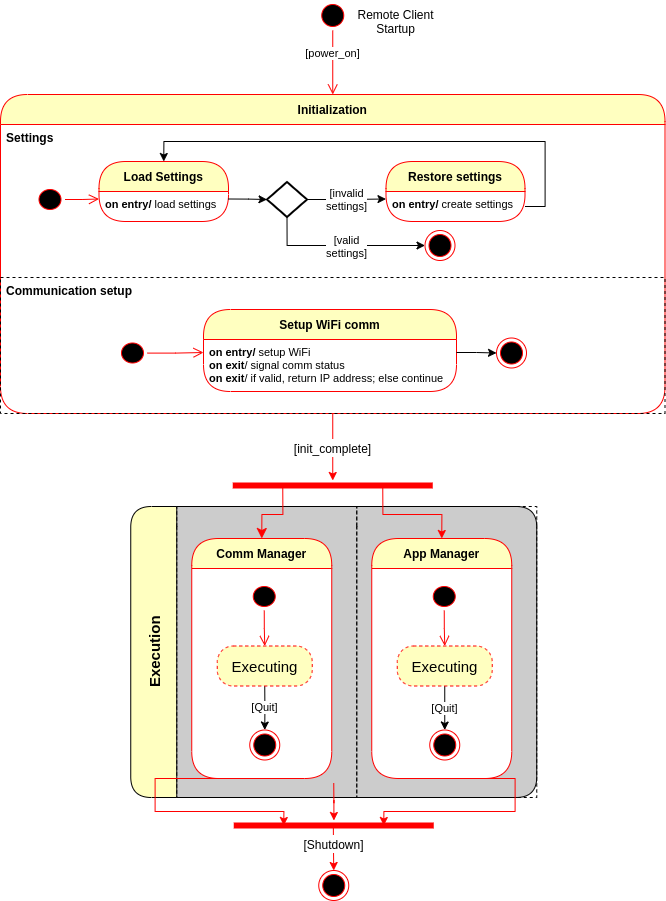 Remote Client
Startup
[power_on]
Initialization
Settings
Load Settings
on entry/ load settings
[invalid
settings]
Restore settings
on entry/ create settings
[valid
settings]
Communication setup
Setup WiFi comm
on entry/ setup WiFi
on exit/ signal comm status
on exit/ if valid, return IP address; else continue
[init_complete]
Execution
Comm Manager
Executing
[Quit]
App Manager
Executing
[Quit]
[Shutdown]